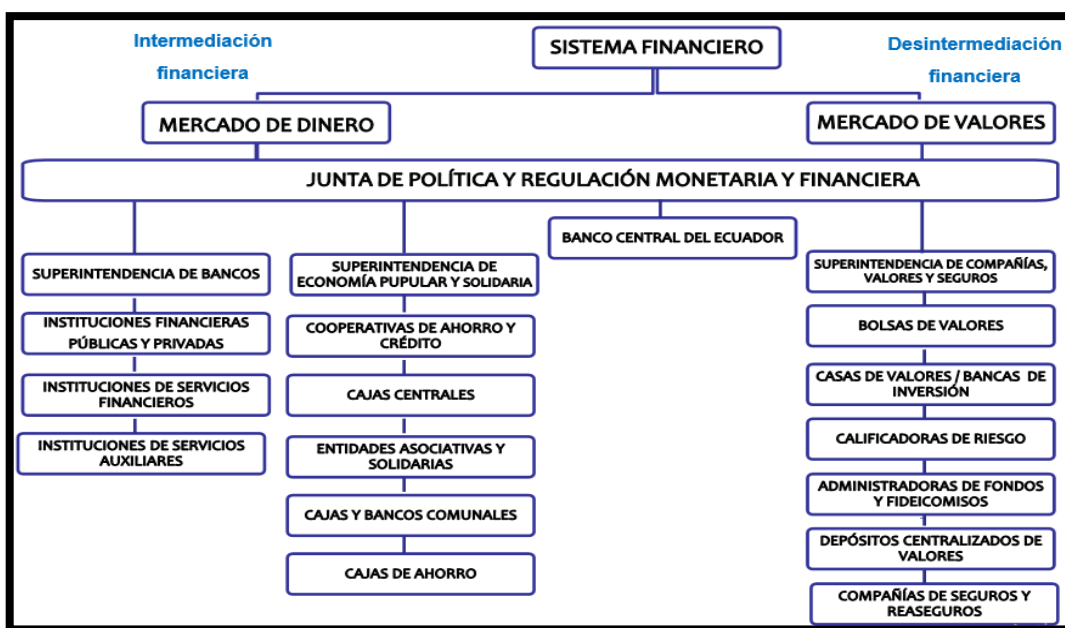 Intermediación
financiera
SISTEMA FINANCIERO
Desintermediación
financiera
MERCADO DE DINERO
MERCADO DE VALORES
JUNTA DE POLÍTICA Y REGULACIÓN MONETARIA Y FINANCIERA
SUPERINTENDENCIA DE BANCOS
INSTITUCIONES FINANCIERAS
PÚBLICAS Y PRIVADAS
INSTITUCIONES DE SERVICIOS
FINANCIEROS
INSTITUCIONES DE SERVICIOS
AUXILIARES
SUPERINTENDENCIA DE
ECONOMÍA PUPULAR Y SOLIDARIA
COOPERATIVAS DE AHORRO Y
CRÉDITO
CAJAS CENTRALES
ENTIDADES ASOCIATIVAS Y
SOLIDARIAS
CAJAS Y BANCOS COMUNALES
CAJAS DE AHORRO
BANCO CENTRAL DEL ECUADOR
SUPERINTENDENCIA DE COMPAÑÍAS,
VALORES Y SEGUROS
BOLSAS DE VALORES
CASAS DE VALORES / BANCAS DE
INVERSIÓN
CALIFICADORAS DE RIESGO
ADMINISTRADORAS DE FONDOS
Y FIDEICOMISOS
DEPÓSITOS CENTRALIZADOS DE
VALORES
COMPAÑÍAS DE SEGUROS Y
REASEGUROS